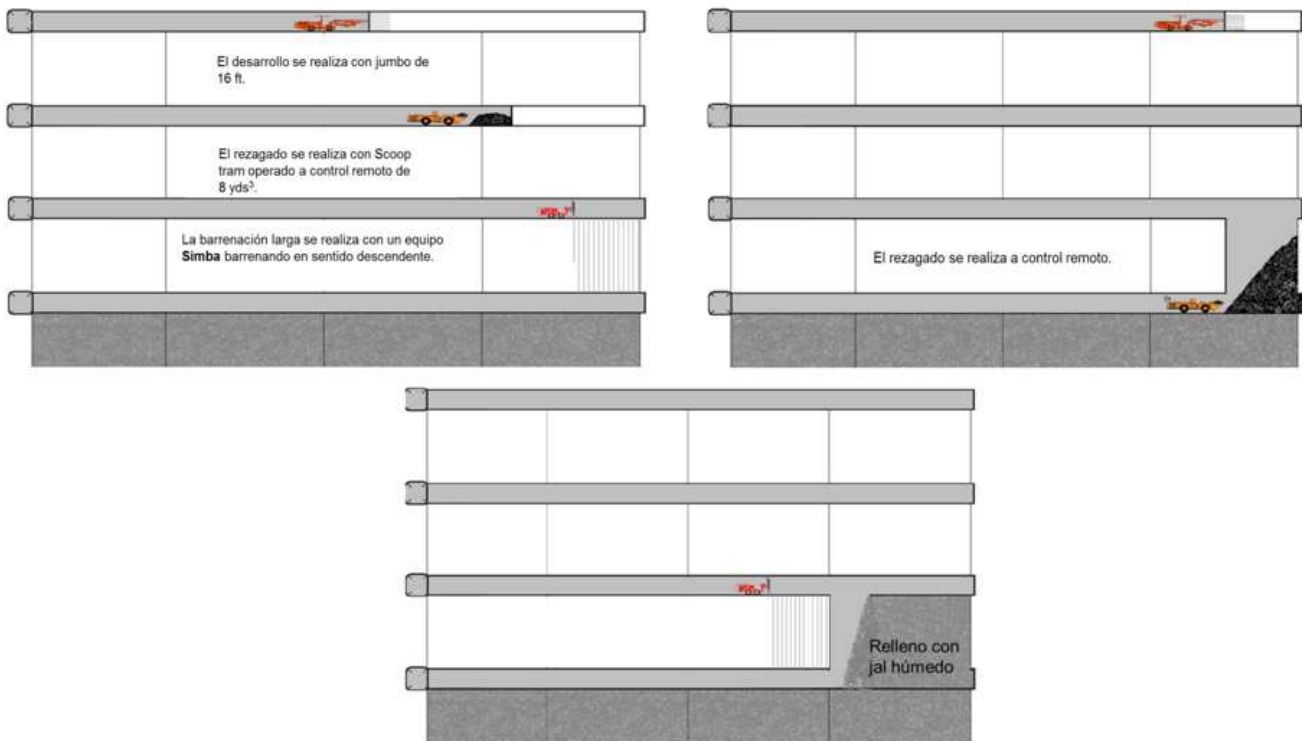 El desarrollo se realiza con jumbo de
16 ft.
El rezagado se realiza con Scoop
tram operado a control remoto de
8 yds³.
La barrenación larga se realiza con un equipo
Simba barrenando en sentido descendente.
El rezagado se realiza a control remoto.
Relleno con
jal húmedo